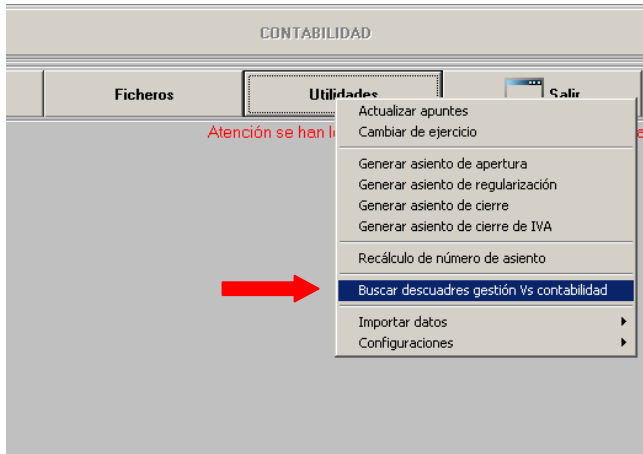 CONTABILIDAD
Ficheros
Utilidades
Salir
Atención se han
Actualizar apuntes
Cambiar de ejercicio
Generar asiento de apertura
Generar asiento de regularización
Generar asiento de cierre
Generar asiento de cierre de IVA
Recálculo de número de asiento
Buscar descuadres gestión Vs contabilidad
Importar datos
Configuraciones